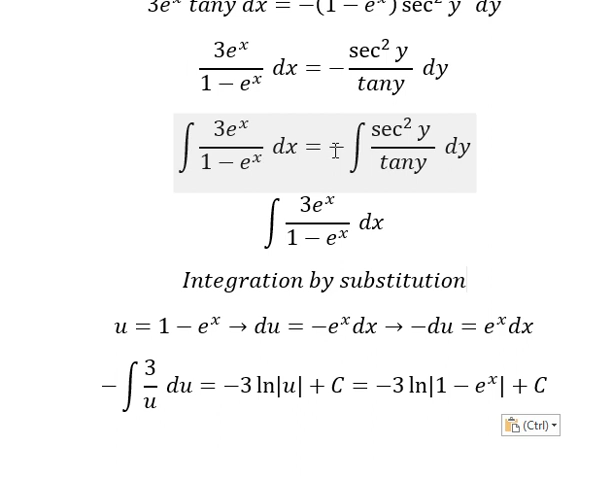 3eˣ tany dx = −(1 − eˣ) sec² y dy
3eˣ/(1 − eˣ) dx = − sec² y/tany dy
∫ 3eˣ/(1 − eˣ) dx = − ∫ sec² y/tany dy
∫ 3eˣ/(1 − eˣ) dx
Integration by substitution
u = 1 − eˣ → du = −eˣdx → −du = eˣdx
− ∫ 3/u du = −3 ln|u| + C = −3 ln|1 − eˣ| + C
(Ctrl)